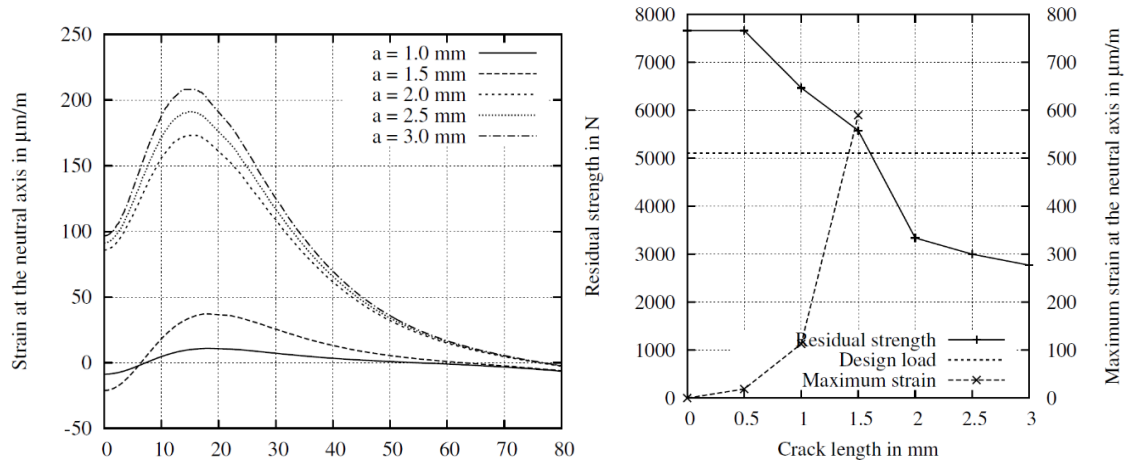 Strain at the neutral axis in μm/m
250
200
150
100
50
0
-50
0 10 20 30 40 50 60 70 80
a = 1.0 mm
a = 1.5 mm
a = 2.0 mm
a = 2.5 mm
a = 3.0 mm
Residual strength in N
8000
7000
6000
5000
4000
3000
2000
1000
0
0 0.5 1 1.5 2 2.5 3
Crack length in mm
Residual strength
Design load
Maximum strain
800
700
600
500
400
300
200
100
0
Maximum strain at the neutral axis in μm/m